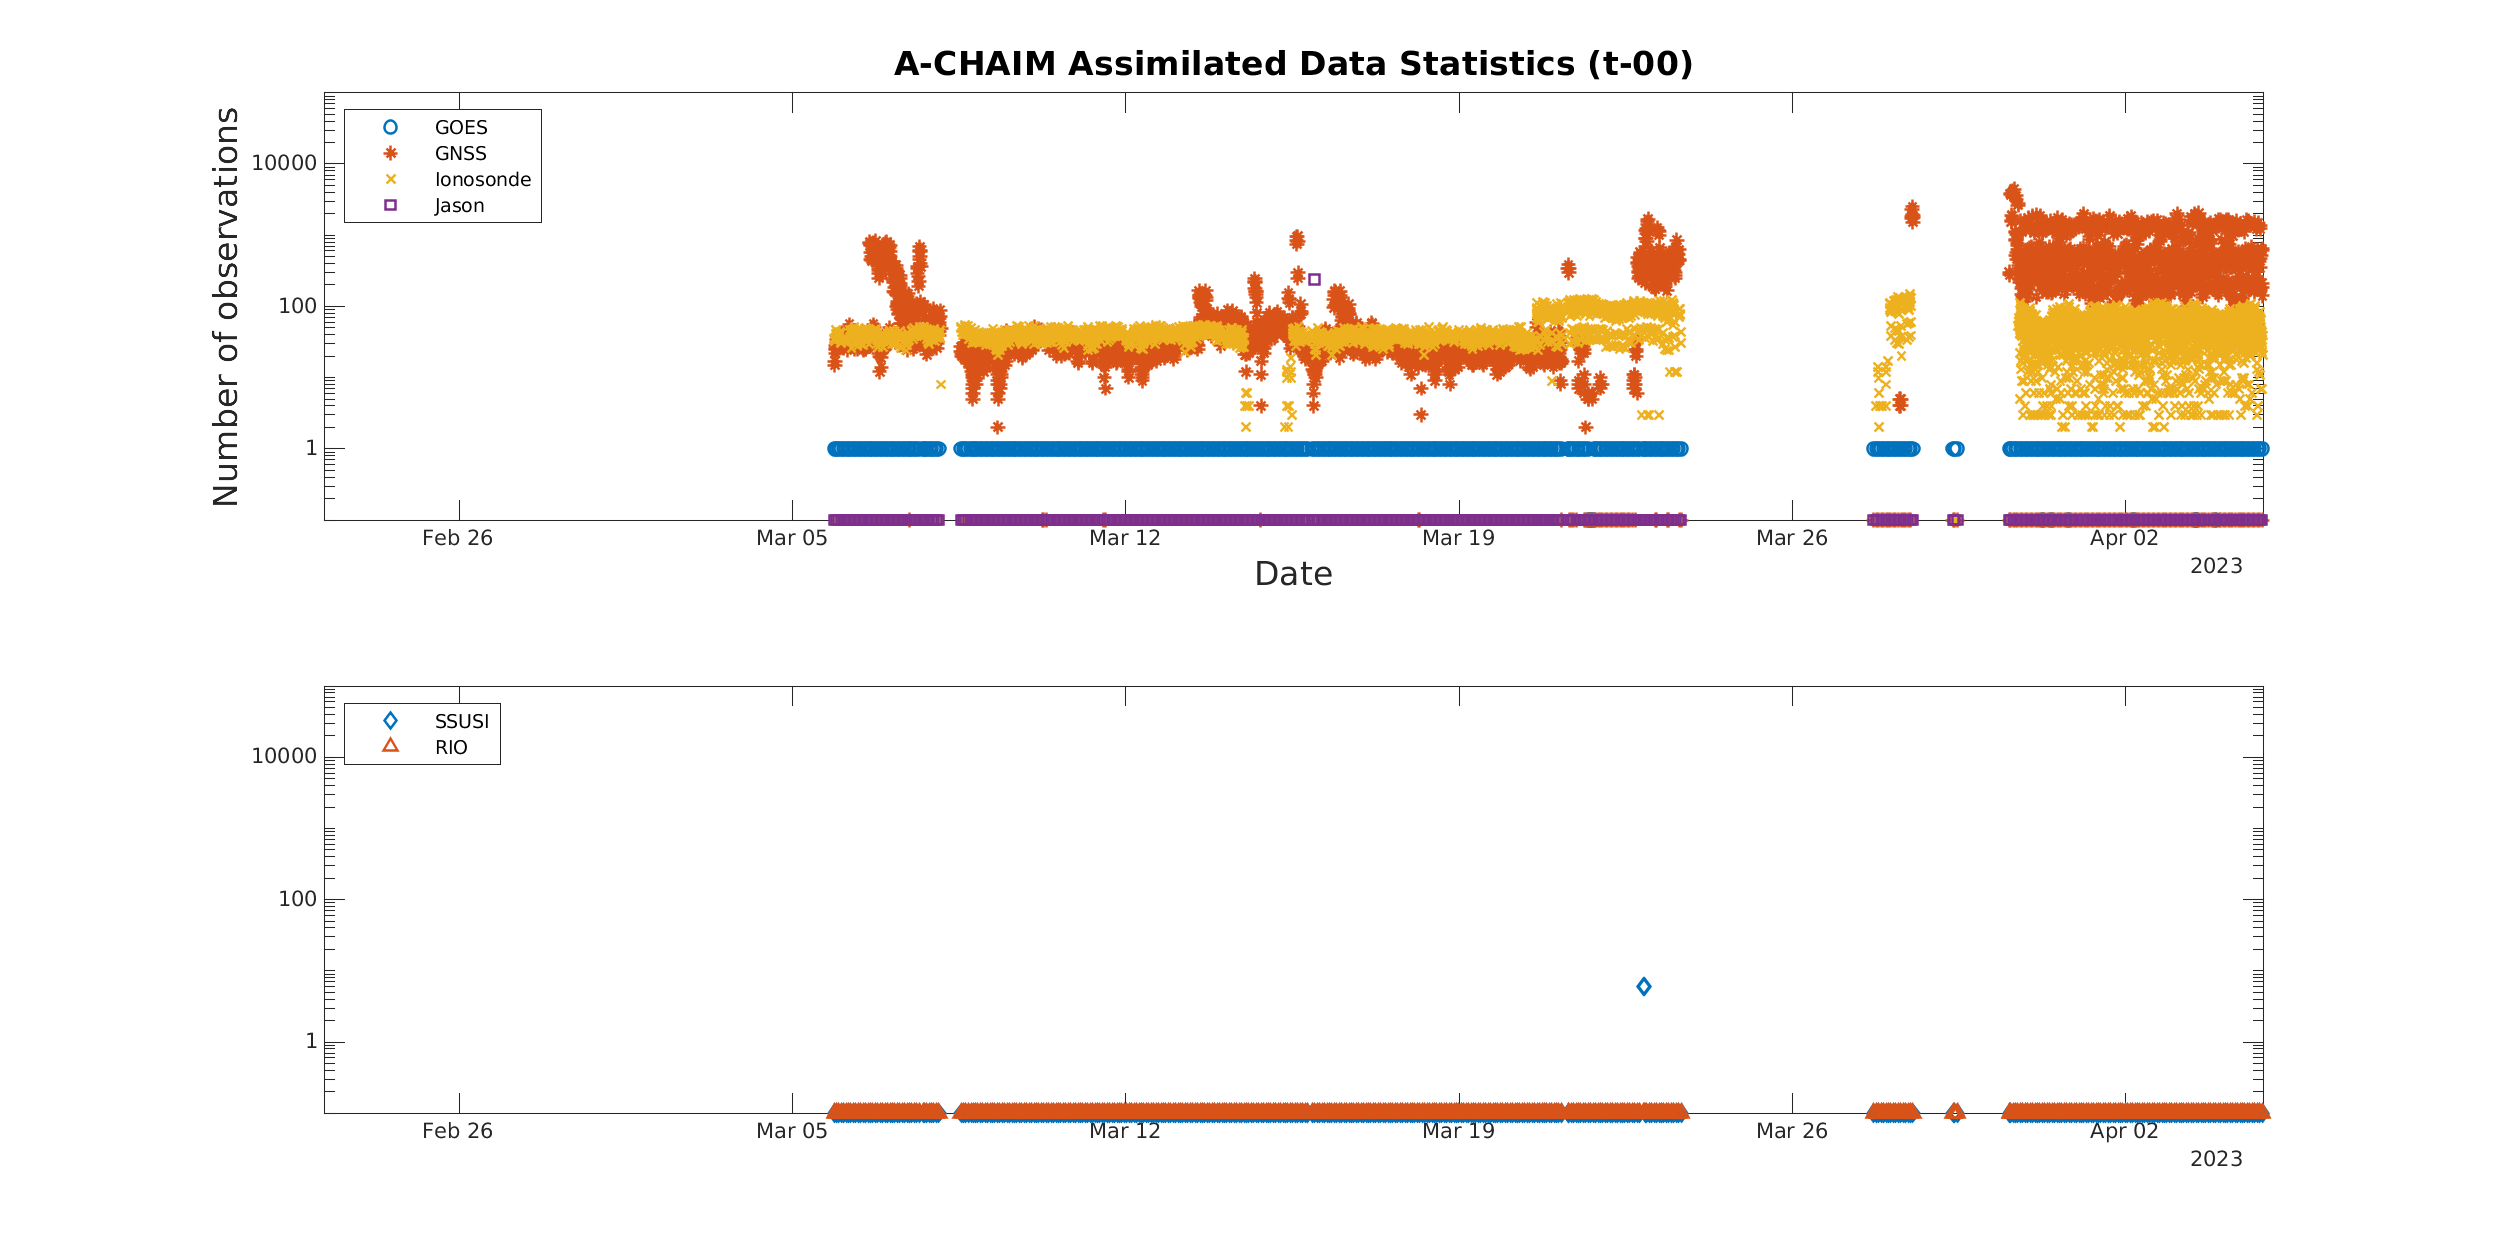 A-CHAIM Assimilated Data Statistics (t-00)
Number of observations
GOES
GNSS
Ionosonde
Jason
10000
100
1
Feb 26 Mar 05 Mar 12 Mar 19 Mar 26 Apr 02
2023
Date
SSUSI
RIO
10000
100
1
Feb 26 Mar 05 Mar 12 Mar 19 Mar 26 Apr 02
2023